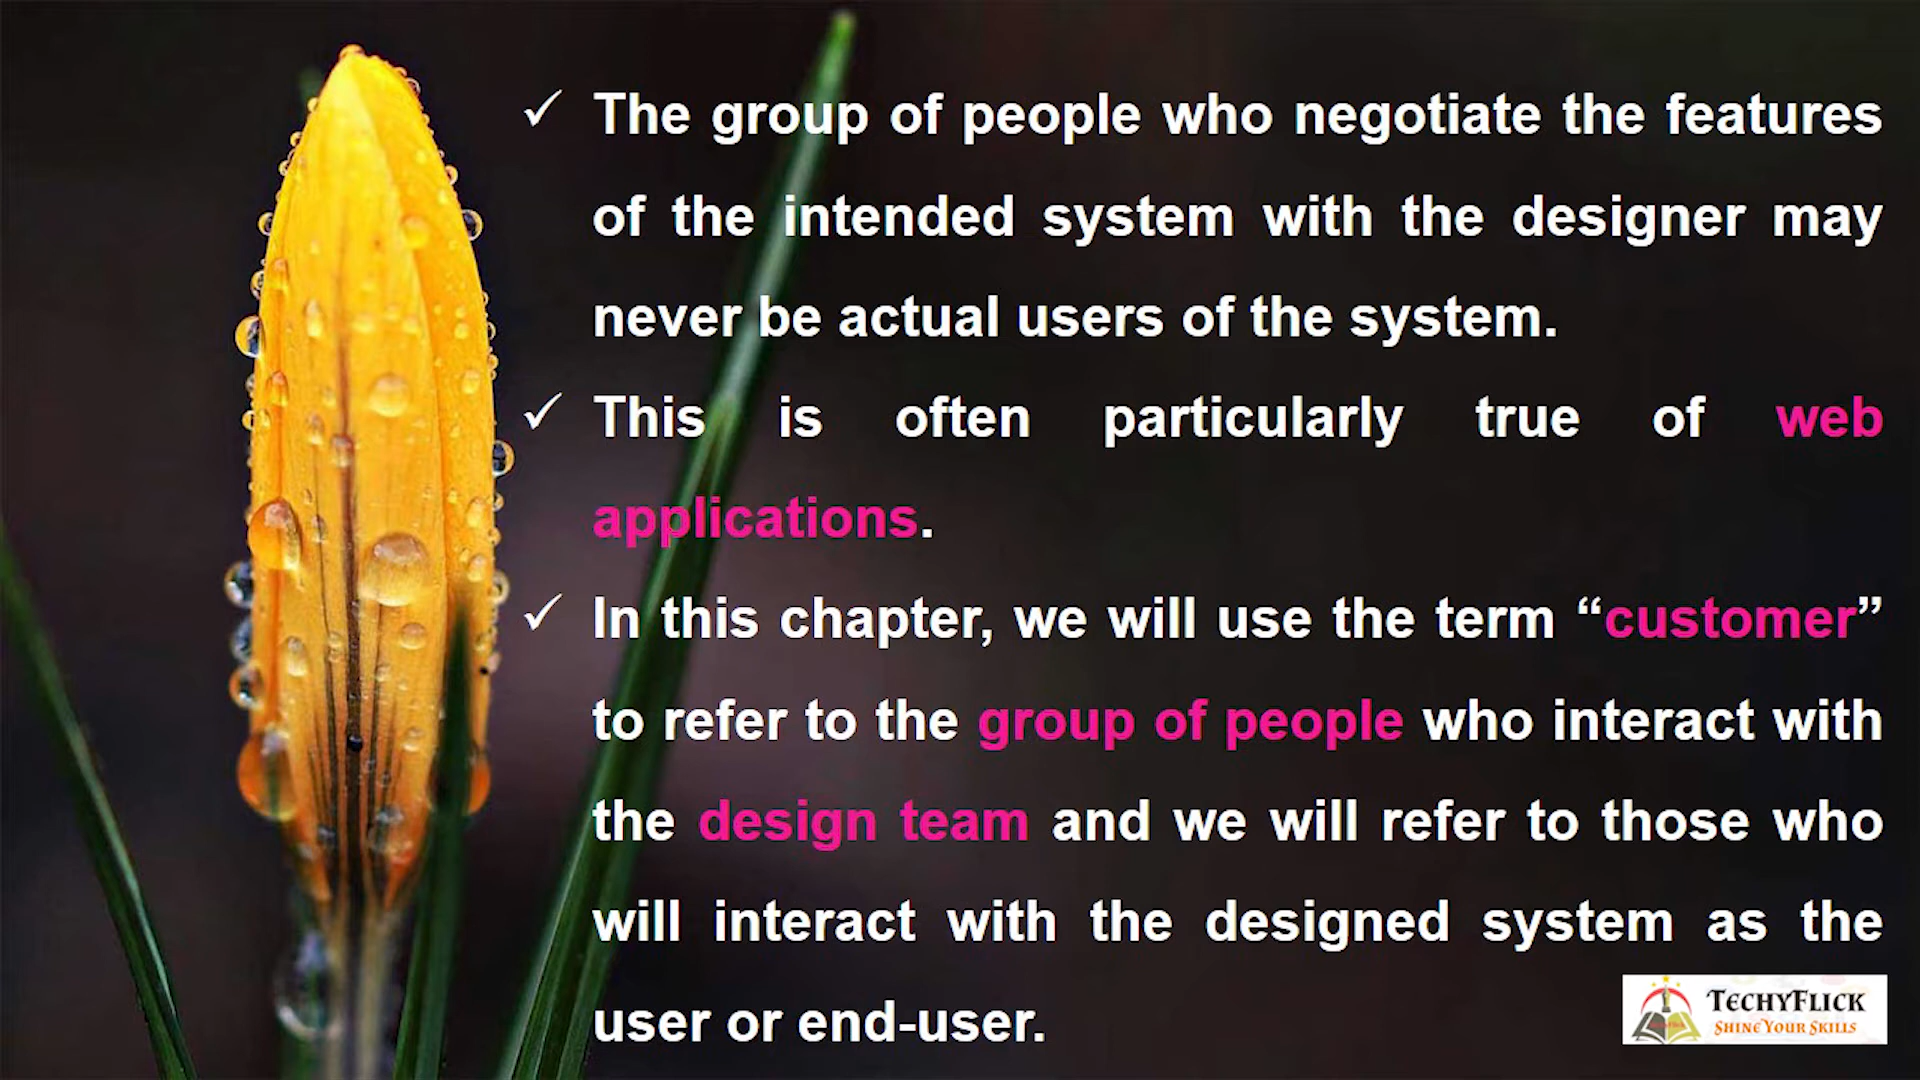 ✓ The group of people who negotiate the features
of the intended system with the designer may
never be actual users of the system.
✓ This is often particularly true of web
applications.
✓ In this chapter, we will use the term “customer”
to refer to the group of people who interact with
the design team and we will refer to those who
will interact with the designed system as the
user or end-user.
TECHYFLICK
SHINE YOUR SKILLS